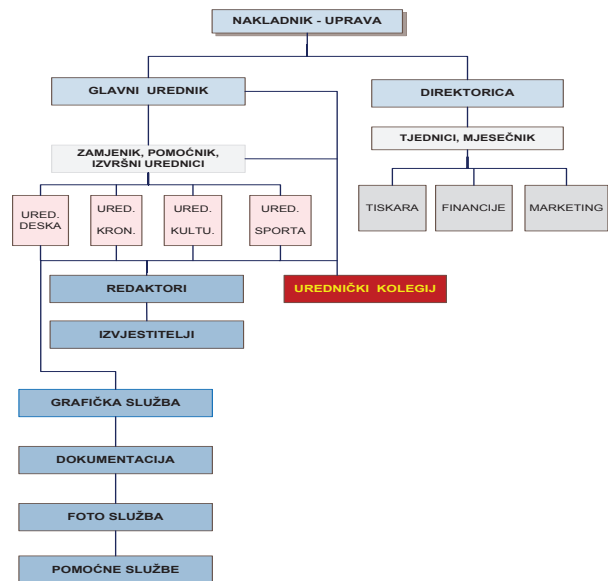 NAKLADNIK - UPRAVA
GLAVNI UREDNIK
DIREKTORICA
ZAMJENIK, POMOĆNIK,
IZVRŠNI UREDNICI
TJEDNICI, MJESEČNIK
URED.
DESKA
URED.
KRON.
URED.
KULTU.
URED.
SPORTA
TISKARA
FINANCIJE
MARKETING
REDAKTORI
UREDNIČKI KOLEGIJ
IZVJESTITELJI
GRAFIČKA SLUŽBA
DOKUMENTACIJA
FOTO SLUŽBA
POMOĆNE SLUŽBE